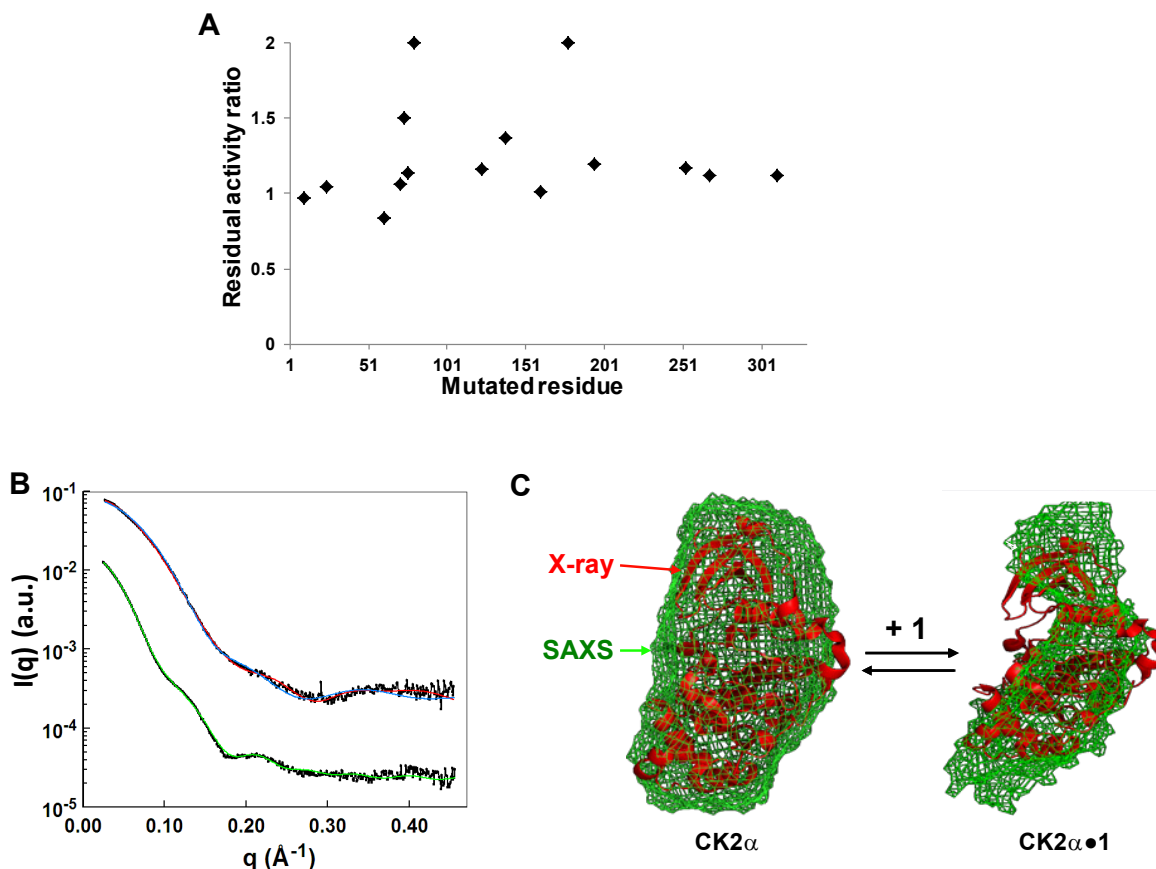 A
Residual activity ratio
2
1.5
1
0.5
0
1 51 101 151 201 251 301
Mutated residue
B
I(q) (a.u.)
10-1
10-2
10-3
10-4
10-5
0.00 0.10 0.20 0.30 0.40
q (Å-1)
C
X-ray
SAXS
+ 1
CK2α
CK2α●1